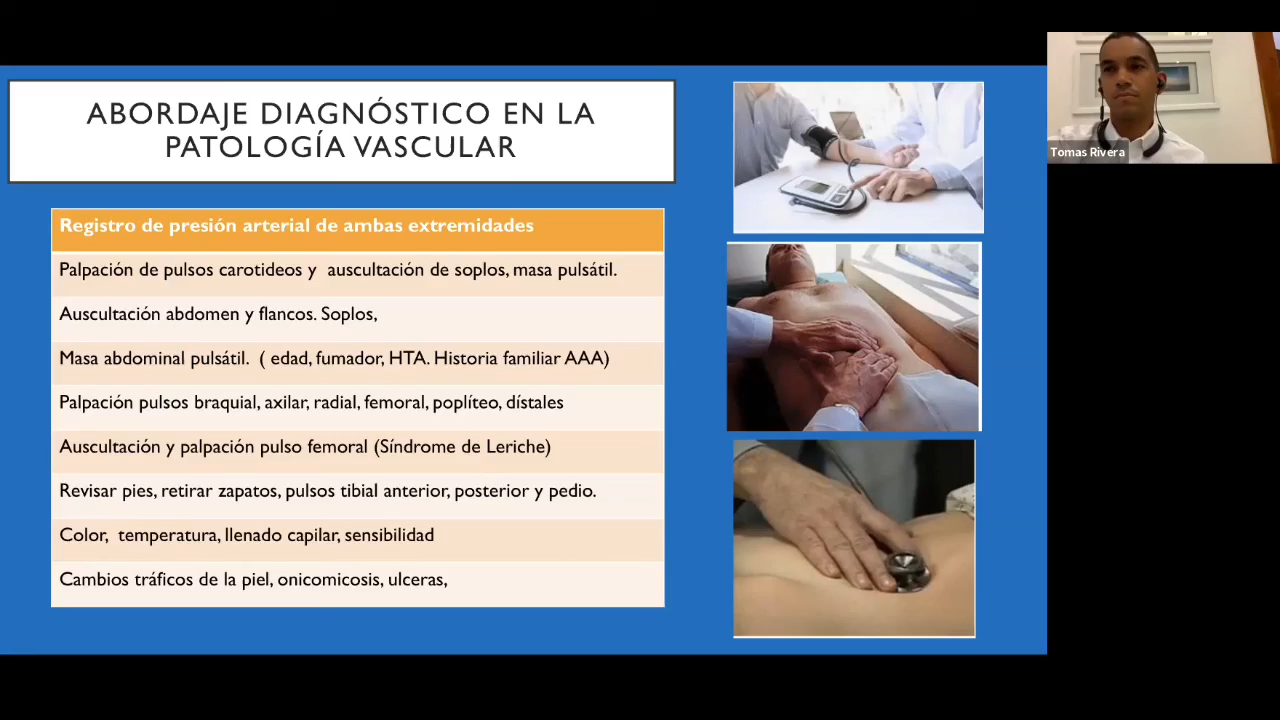 ABORDAJE DIAGNÓSTICO EN LA
PATOLOGÍA VASCULAR
Registro de presión arterial de ambas extremidades
Palpación de pulsos carotideos y auscultación de soplos, masa pulsátil.
Auscultación abdomen y flancos. Soplos,
Masa abdominal pulsátil. ( edad, fumador, HTA. Historia familiar AAA)
Palpación pulsos braquial, axilar, radial, femoral, poplíteo, dístales
Auscultación y palpación pulso femoral (Síndrome de Leriche)
Revisar pies, retirar zapatos, pulsos tibial anterior, posterior y pedio.
Color, temperatura, llenado capilar, sensibilidad
Cambios tráficos de la piel, onicomicosis, ulceras,
Tomas Rivera